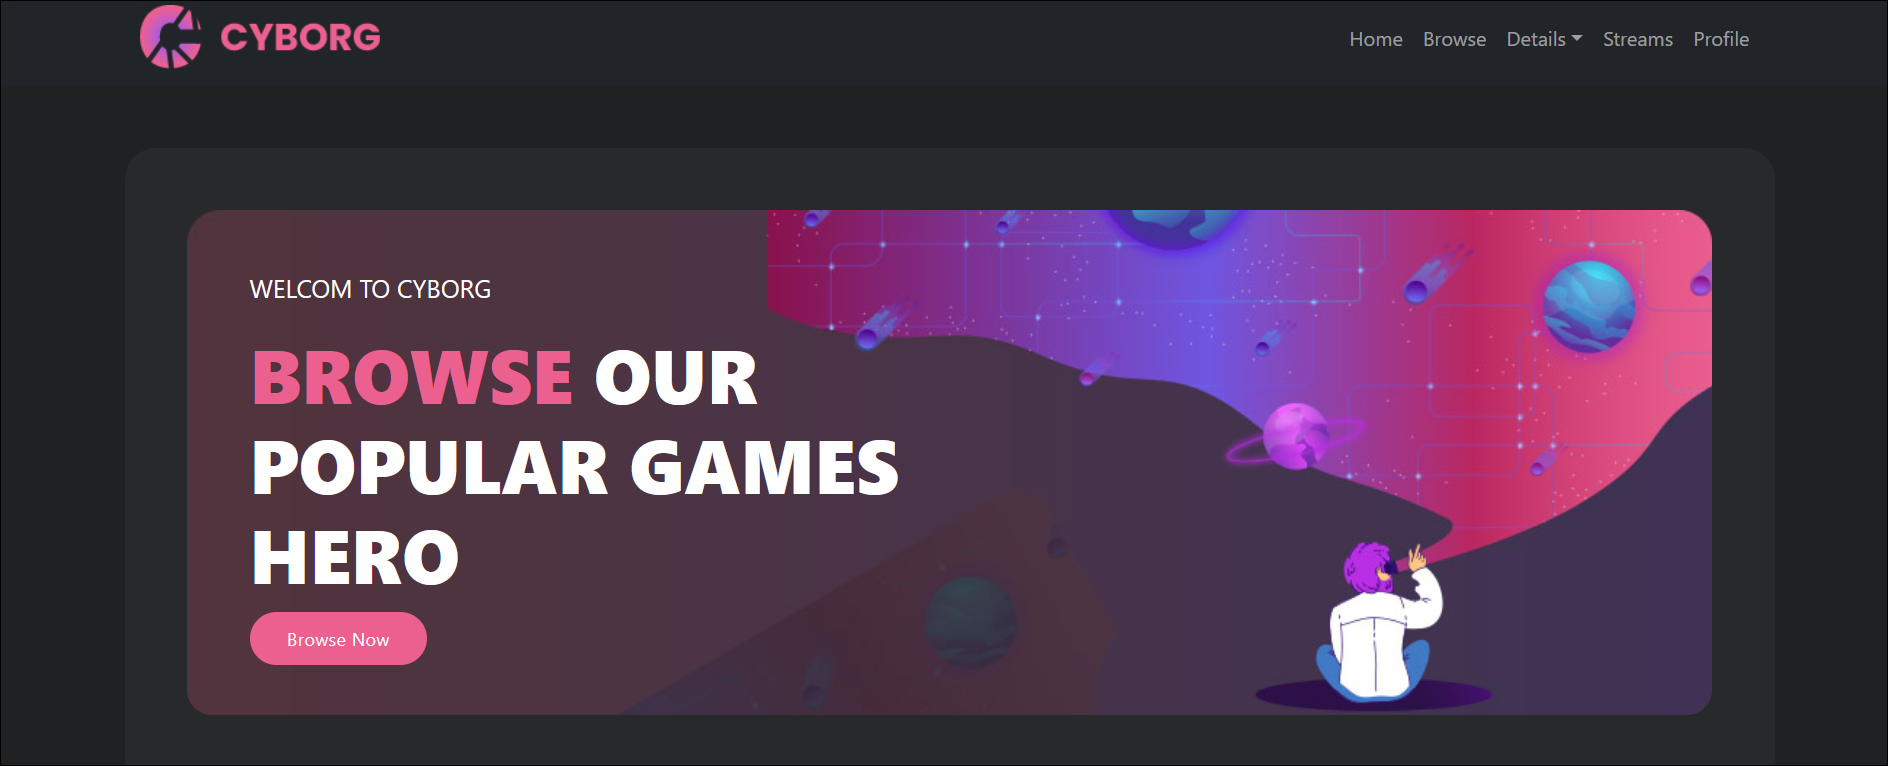 CYBORG
Home Browse Details Streams Profile
WELCOM TO CYBORG
BROWSE OUR
POPULAR GAMES
HERO
Browse Now